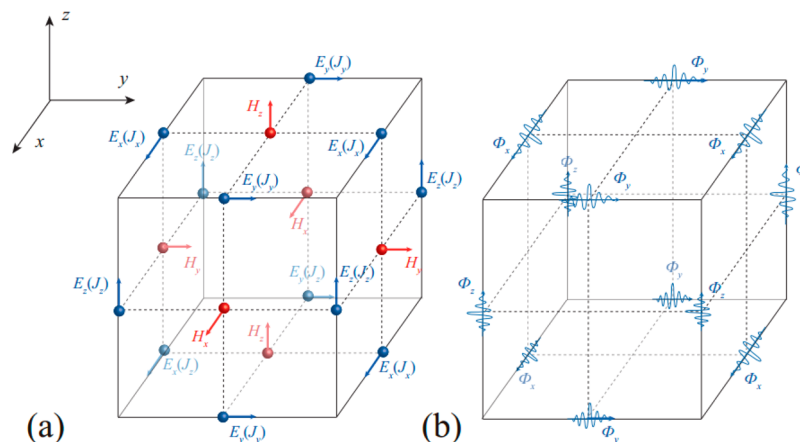 z
y
x
E_y(J_y)
H_z
E_x(J_x)
E_x(J_x)
E_z(J_z)
E_y(J_y)
E_z(J_z)
H_x
H_y
H_y
E_z(J_z)
E_y(J_z)
E_z(J_z)
H_x
H_z
E_x(J_z)
E_x(J_x)
E_y(J_y)
(a)
Φ_y
Φ_x
Φ_x
Φ_z
Φ_y
Φ
Φ_y
Φ_z
Φ_z
Φ_x
Φ_x
Φ_y
(b)